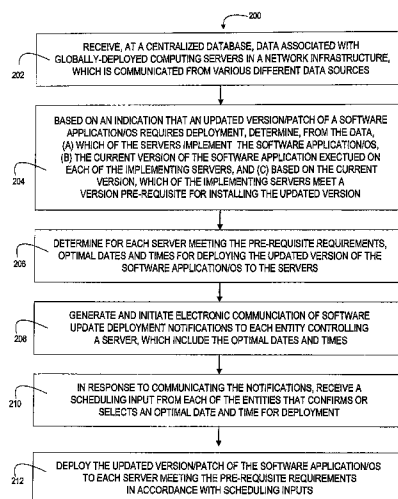 200
RECEIVE, AT A CENTRALIZED DATABASE, DATA ASSOCIATED WITH
GLOBALLY-DEPLOYED COMPUTING SERVERS IN A NETWORK INFRASTRUCTURE,
WHICH IS COMMUNICATED FROM VARIOUS DIFFERENT DATA SOURCES
202
BASED ON AN INDICATION THAT AN UPDATED VERSION/PATCH OF A SOFTWARE
APPLICATION/OS REQUIRES DEPLOYMENT, DETERMINE, FROM THE DATA,
(A) WHICH OF THE SERVERS IMPLEMENT THE SOFTWARE APPLICATION/OS,
(B) THE CURRENT VERSION OF THE SOFTWARE APPLICATION EXECTUED ON
EACH OF THE IMPLEMENTING SERVERS, AND (C) BASED ON THE CURRENT
VERSION, WHICH OF THE IMPLEMENTING SERVERS MEET A
VERSION PRE-REQUISITE FOR INSTALLING THE UPDATED VERSION
204
DETERMINE FOR EACH SERVER MEETING THE PRE-REQUISITE REQUIREMENTS,
OPTIMAL DATES AND TIMES FOR DEPLOYING THE UPDATED VERSION OF THE
SOFTWARE APPLICATION/OS TO THE SERVERS
206
GENERATE AND INITIATE ELECTRONIC COMMUNCIATION OF SOFTWARE
UPDATE DEPLOYMENT NOTIFICATIONS TO EACH ENTITY CONTROLLING
A SERVER, WHICH INCLUDE THE OPTIMAL DATES AND TIMES
208
IN RESPONSE TO COMMUNICATING THE NOTIFICATIONS, RECEIVE A
SCHEDULING INPUT FROM EACH OF THE ENTITIES THAT CONFIRMS OR
SELECTS AN OPTIMAL DATE AND TIME FOR DEPLOYMENT
210
DEPLOY THE UPDATED VERSION/PATCH OF THE SOFTWARE APPLICATION/OS
TO EACH SERVER MEETING THE PRE-REQUISITE REQUIREMENTS
IN ACCORDANCE WITH SCHEDULING INPUTS
212